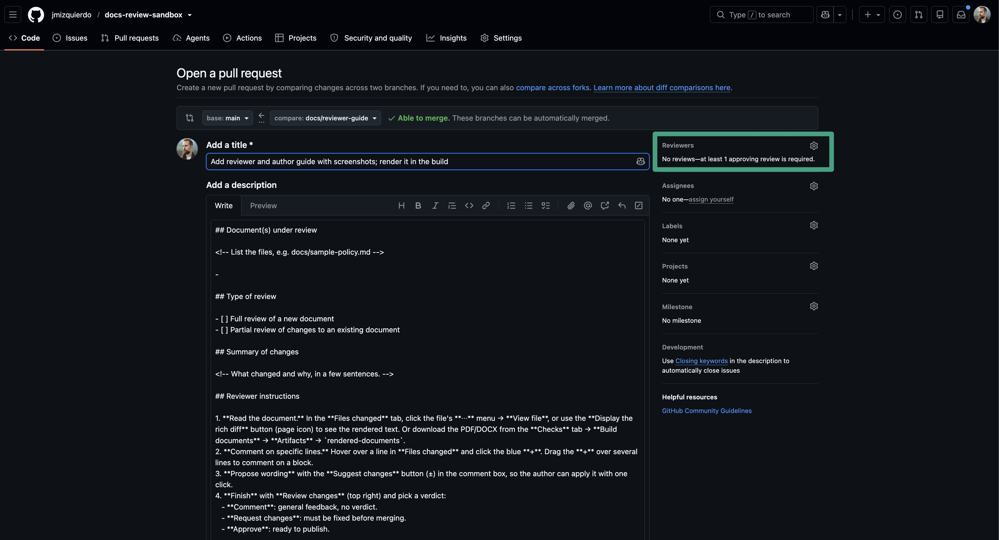 jmizquierdo / docs-review-sandbox
Type / to search
Code
Issues
Pull requests
Agents
Actions
Projects
Security and quality
Insights
Settings
Open a pull request
Create a new pull request by comparing changes across two branches. If you need to, you can also compare across forks. Learn more about diff comparisons here.
base: main
compare: docs/reviewer-guide
Able to merge. These branches can be automatically merged.
Add a title *
Add reviewer and author guide with screenshots; render it in the build
Add a description
Write
Preview
## Document(s) under review
<!-- List the files, e.g. docs/sample-policy.md -->
-
## Type of review
- [ ] Full review of a new document
- [ ] Partial review of changes to an existing document
## Summary of changes
<!-- What changed and why, in a few sentences. -->
## Reviewer instructions
1. **Read the document.** In the **Files changed** tab, click the file's **···** menu → **View file**, or use the **Display the
rich diff** button (page icon) to see the rendered text. Or download the PDF/DOCX from the **Checks** tab → **Build
documents** → **Artifacts** → `rendered-documents`.
2. **Comment on specific lines.** Hover over a line in **Files changed** and click the blue **+**. Drag the **+** over several
lines to comment on a block.
3. **Propose wording** with the **Suggest changes** button (±) in the comment box, so the author can apply it with one
click.
4. **Finish** with **Review changes** (top right) and pick a verdict:
- **Comment**: general feedback, no verdict.
- **Request changes**: must be fixed before merging.
- **Approve**: ready to publish.
Reviewers
No reviews—at least 1 approving review is required.
Assignees
No one—assign yourself
Labels
None yet
Projects
None yet
Milestone
No milestone
Development
Use Closing keywords in the description to
automatically close issues
Helpful resources
GitHub Community Guidelines